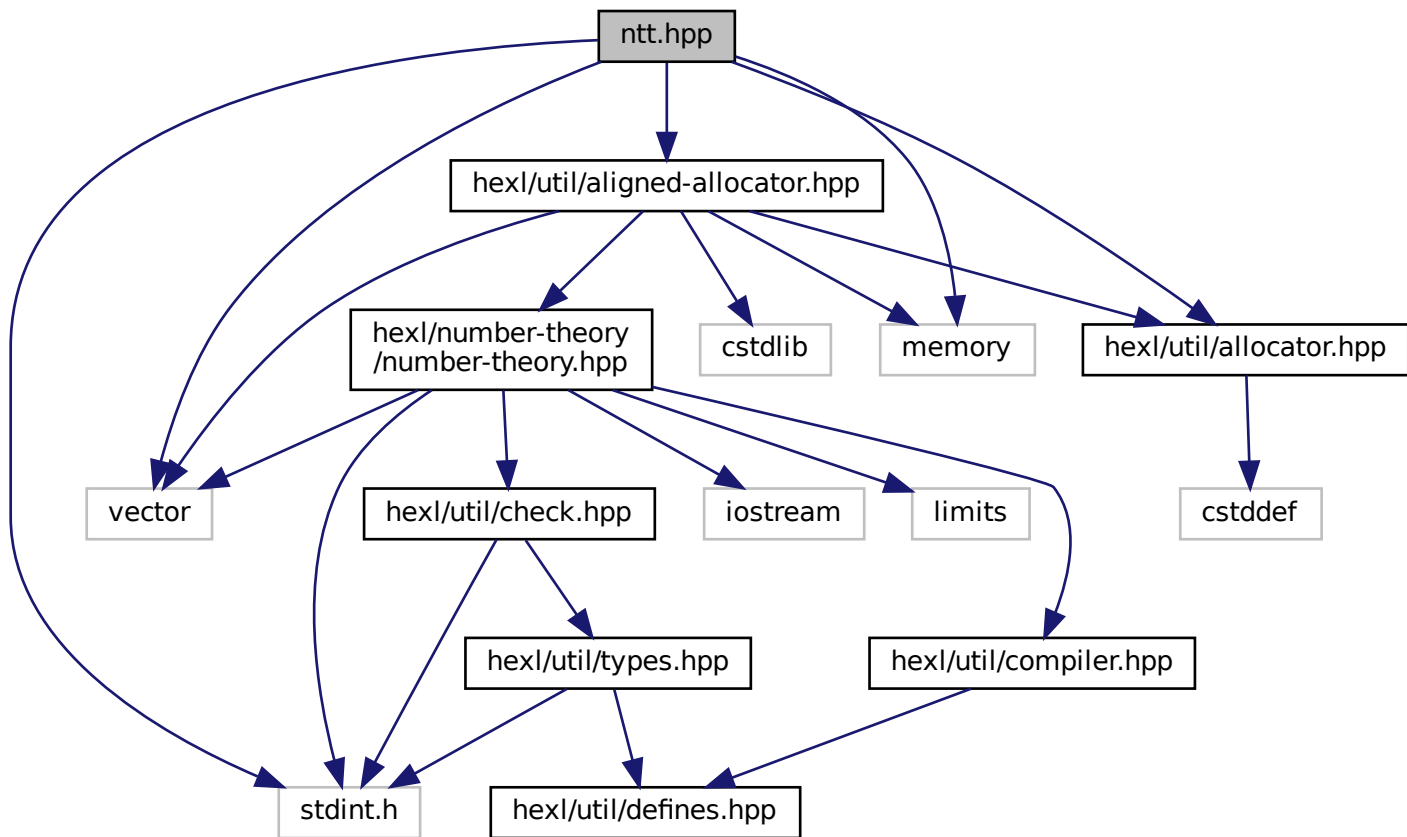 ntt.hpp
hexl/util/aligned-allocator.hpp
hexl/number-theory
/number-theory.hpp
cstdlib
memory
hexl/util/allocator.hpp
vector
hexl/util/check.hpp
iostream
limits
cstddef
hexl/util/types.hpp
hexl/util/compiler.hpp
stdint.h
hexl/util/defines.hpp